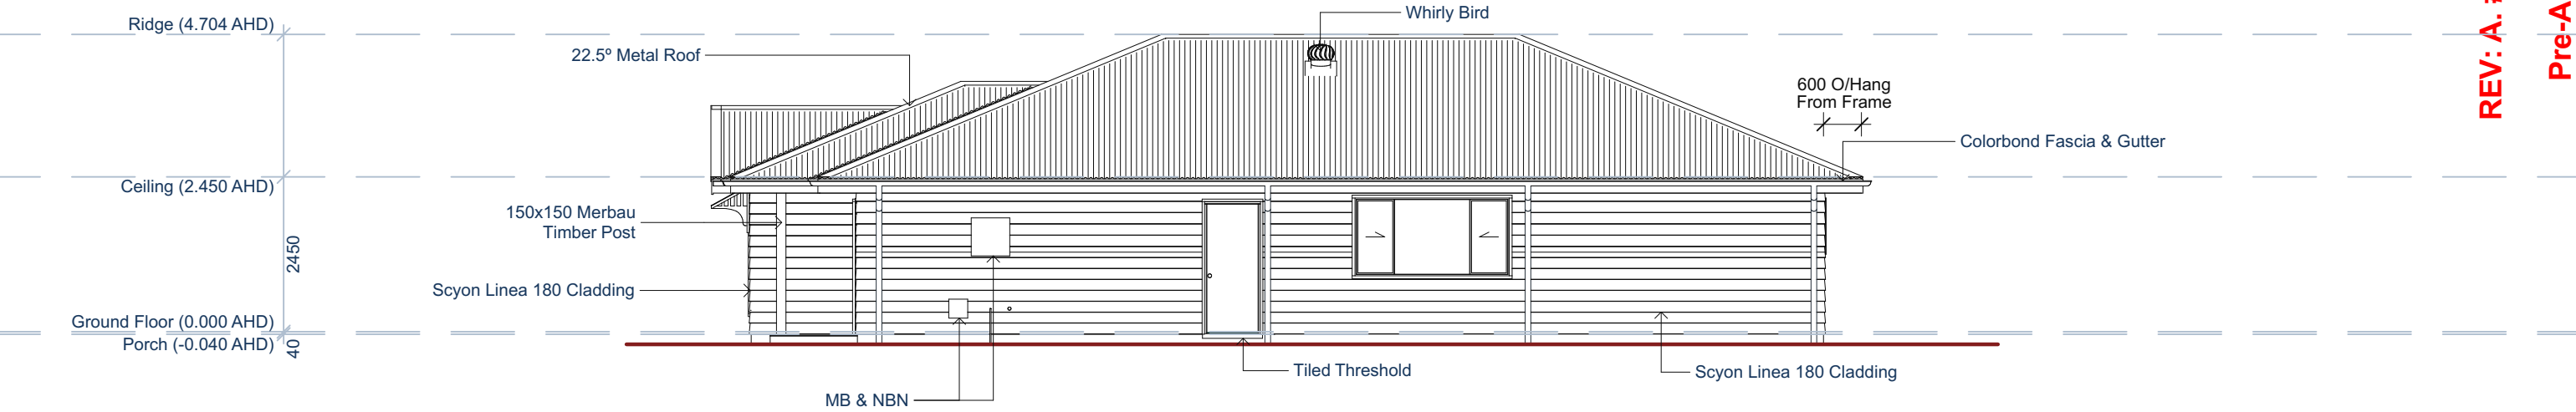 Ridge (4.704 AHD)
Whirly Bird
22.5º Metal Roof
600 O/Hang
From Frame
Colorbond Fascia & Gutter
REV: A.
Pre-A
Ceiling (2.450 AHD)
150x150 Merbau
Timber Post
2450
Scyon Linea 180 Cladding
Ground Floor (0.000 AHD)
Porch (-0.040 AHD)
40
Tiled Threshold
Scyon Linea 180 Cladding
MB & NBN